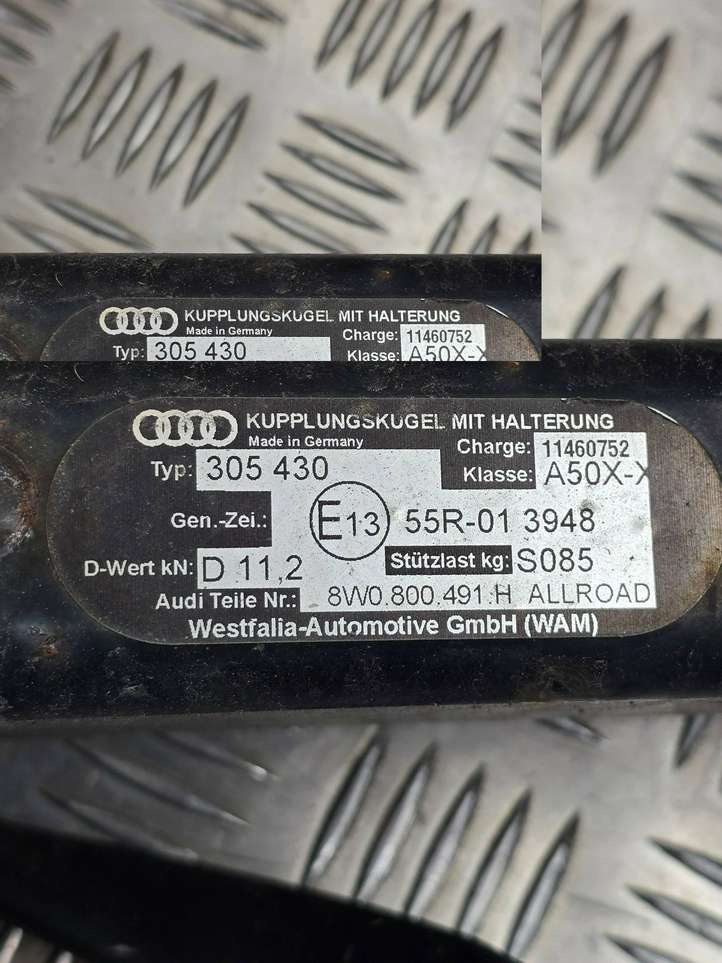 KUPPLUNGSKUGEL MIT HALTERUNG
Made in Germany
Charge: 11460752
Typ: 305 430
Klasse: A50X-X
KUPPLUNGSKUGEL MIT HALTERUNG
Made in Germany
Charge: 11460752
Typ: 305 430
Klasse: A50X-X
Gen.-Zei.: E13 55R-01 3948
D-Wert kN: D 11,2 Stützlast kg: S085
Audi Teile Nr.: 8W0.800.491.H ALLROAD
Westfalia-Automotive GmbH (WAM)